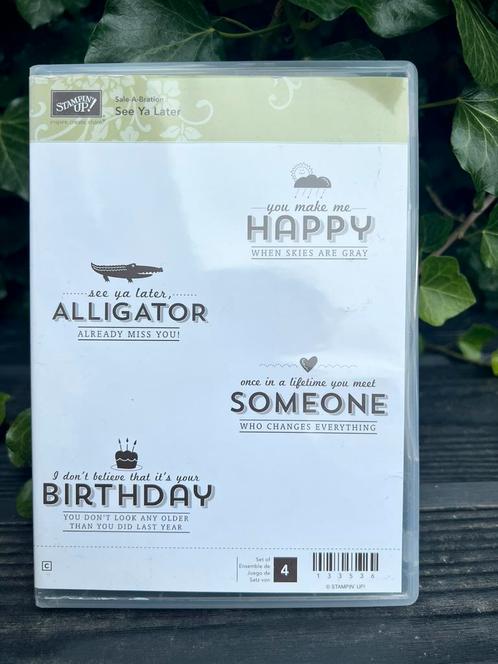 STAMPIN' UP!
inspire.create.share
Sale-A-Bration
See Ya Later
you make me
HAPPY
WHEN SKIES ARE GRAY
see ya later,
ALLIGATOR
ALREADY MISS YOU!
once in a lifetime you meet
SOMEONE
WHO CHANGES EVERYTHING
I don't believe that it's your
BIRTHDAY
YOU DON'T LOOK ANY OLDER
THAN YOU DID LAST YEAR
C
Set of
Ensemble de
Juego de
Satz von
4
133536
© STAMPIN' UP!